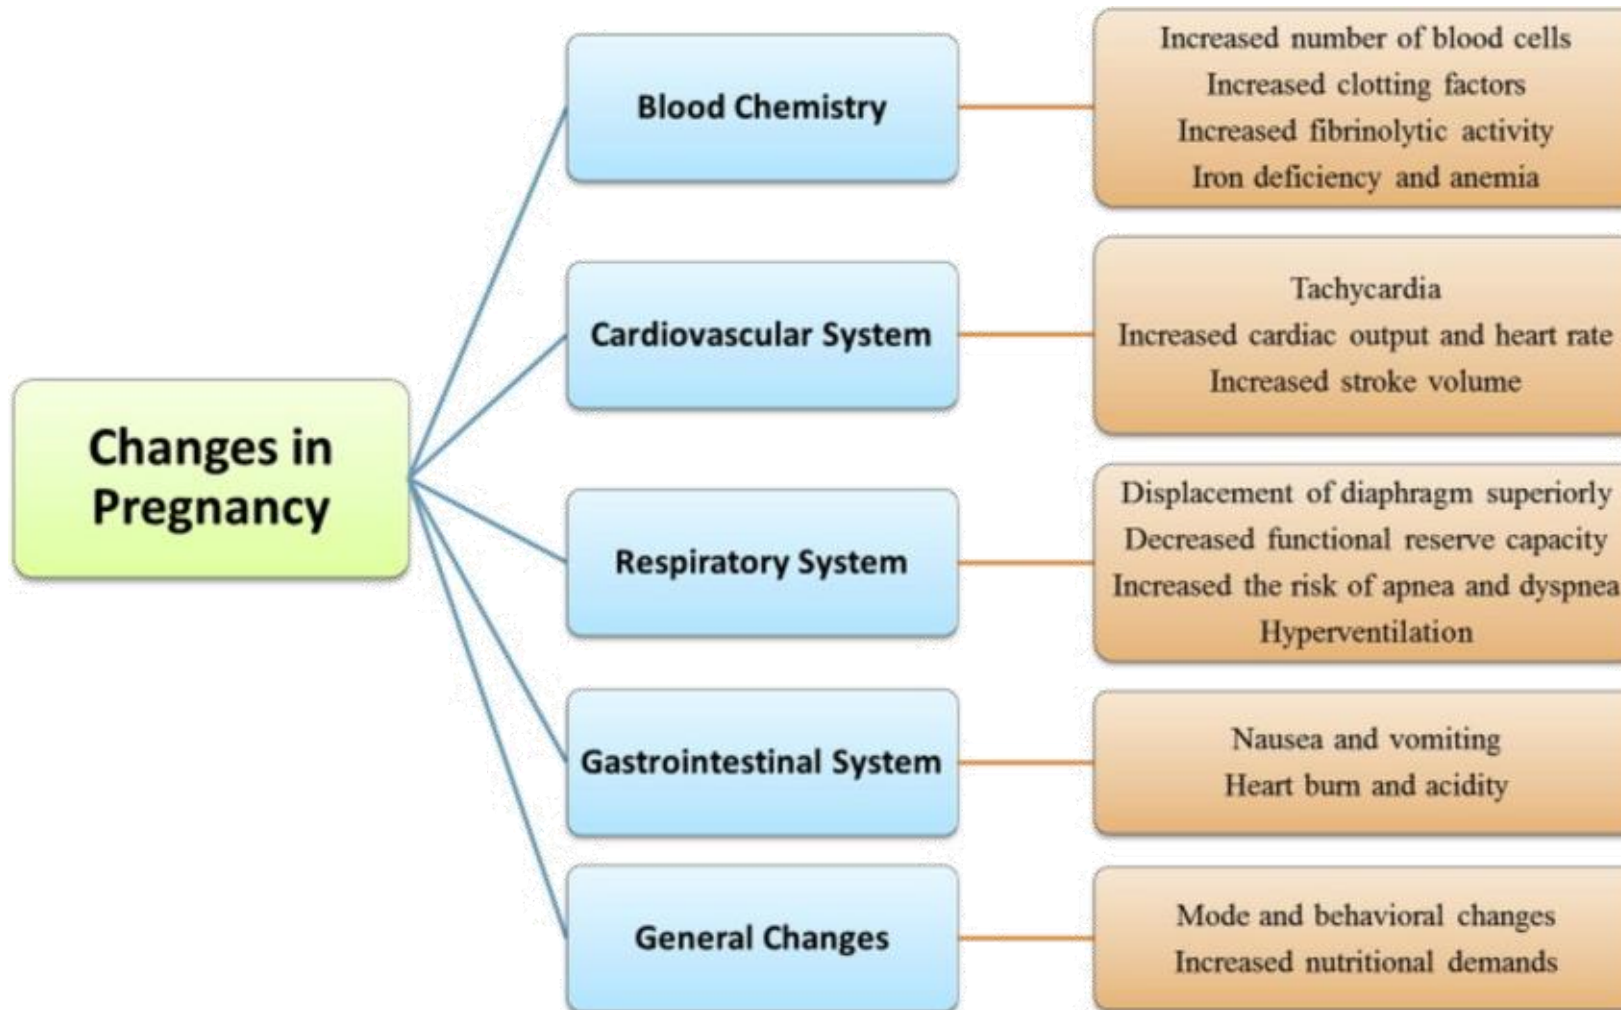 Changes in
Pregnancy
Blood Chemistry
Increased number of blood cells
Increased clotting factors
Increased fibrinolytic activity
Iron deficiency and anemia
Cardiovascular System
Tachycardia
Increased cardiac output and heart rate
Increased stroke volume
Respiratory System
Displacement of diaphragm superiorly
Decreased functional reserve capacity
Increased the risk of apnea and dyspnea
Hyperventilation
Gastrointestinal System
Nausea and vomiting
Heart burn and acidity
General Changes
Mode and behavioral changes
Increased nutritional demands